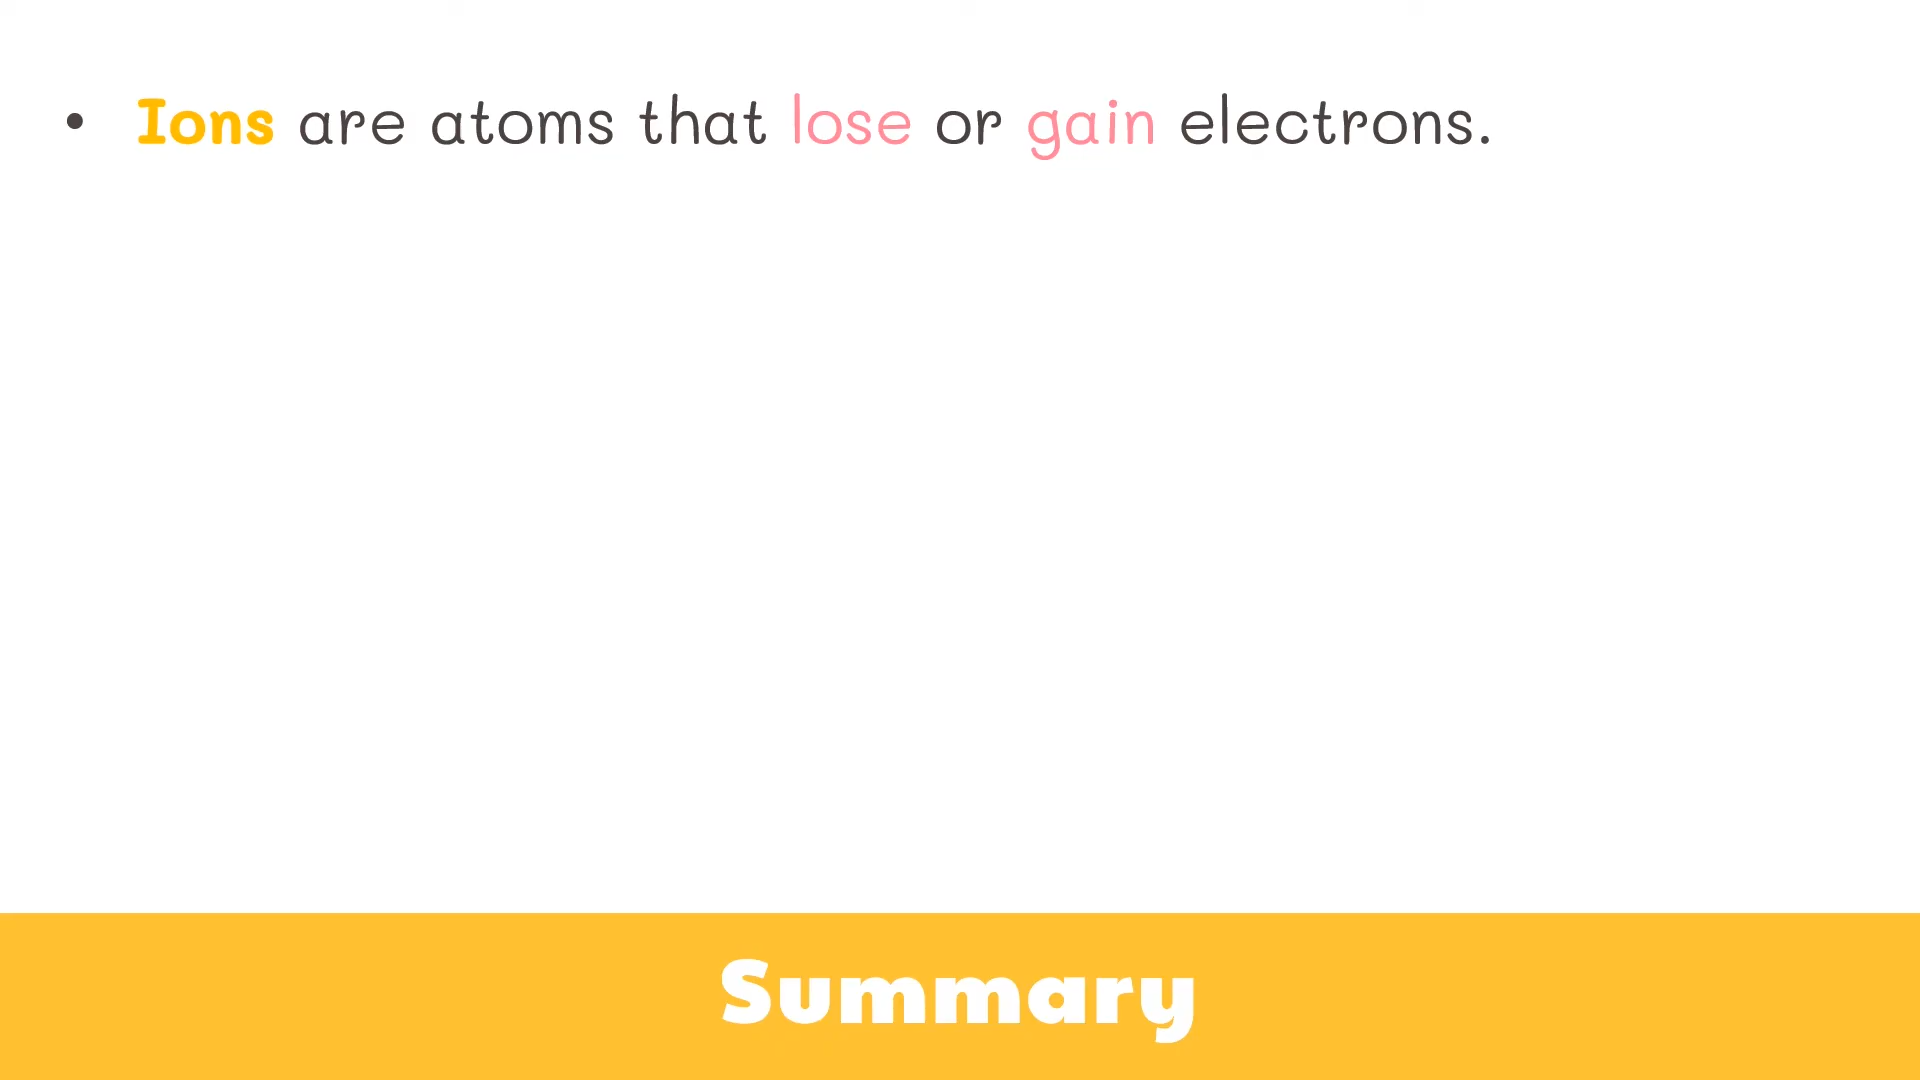 • Ions are atoms that lose or gain electrons.
Summary